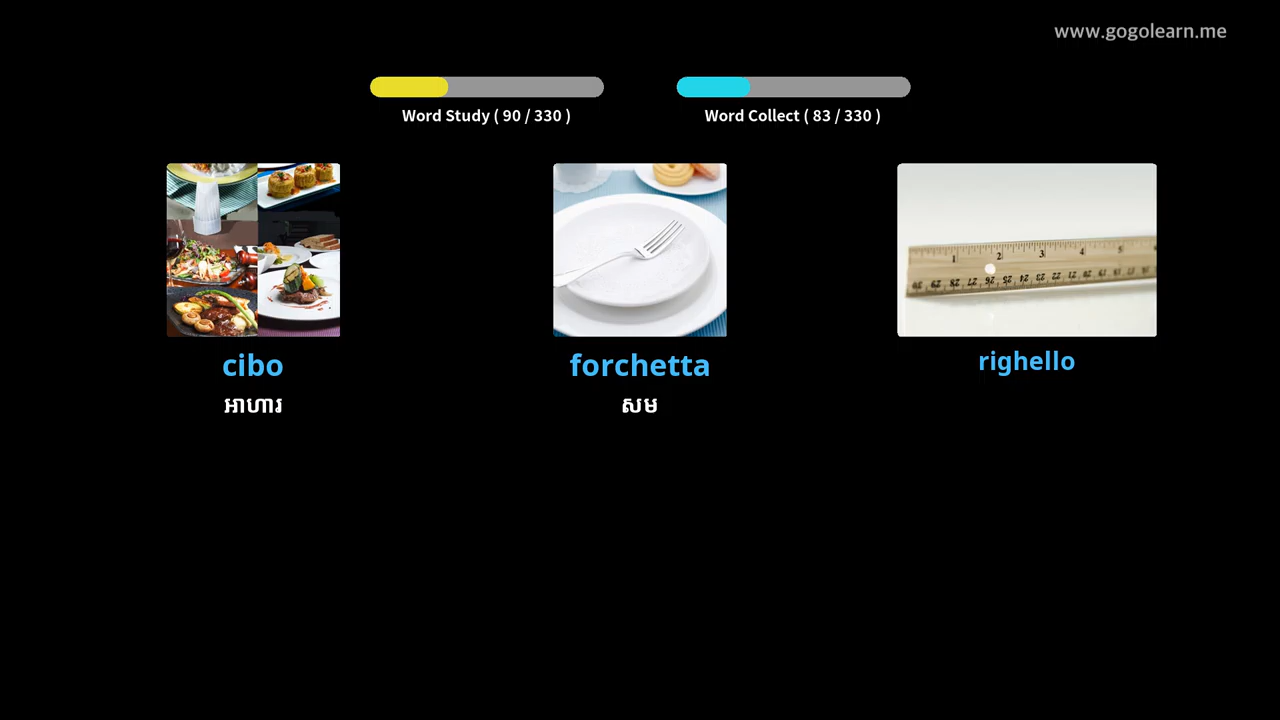 www.gogolearn.me
Word Study ( 90 / 330 )
Word Collect ( 83 / 330 )
cibo
forchetta
righello
អាហារ
សម